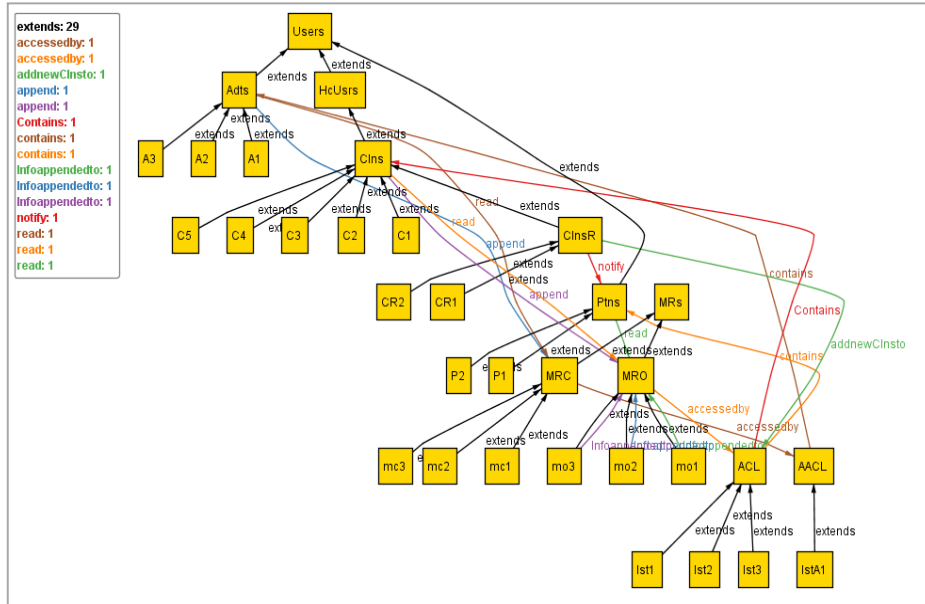 extends: 29
accessedby: 1
accessedby: 1
addnewClnsto: 1
append: 1
append: 1
Contains: 1
contains: 1
contains: 1
Infoappendedto: 1
Infoappendedto: 1
Infoappendedto: 1
notify: 1
read: 1
read: 1
read: 1
Users
extends
extends
Adts
HcUsrs
extends
extends
extends
extends
A3
A2
A1
Clns
extends
extends
extends
extends
extends
read
read
C5
C4
C3
C2
C1
ClnsR
append
extends
extends
notify
contains
CR2
CR1
append
Ptns
MRs
Contains
read
addnewClnsto
extends
extends
extends
contains
P2
P1
MRC
MRO
accessedby
extends
accessedby
extends
extends
extends
extends
Infoappendedto
Infoappendedto
Infoappendedto
mc3
mc2
mc1
mo3
mo2
mo1
ACL
AACL
extends
extends
extends
extends
lst1
lst2
lst3
lstA1